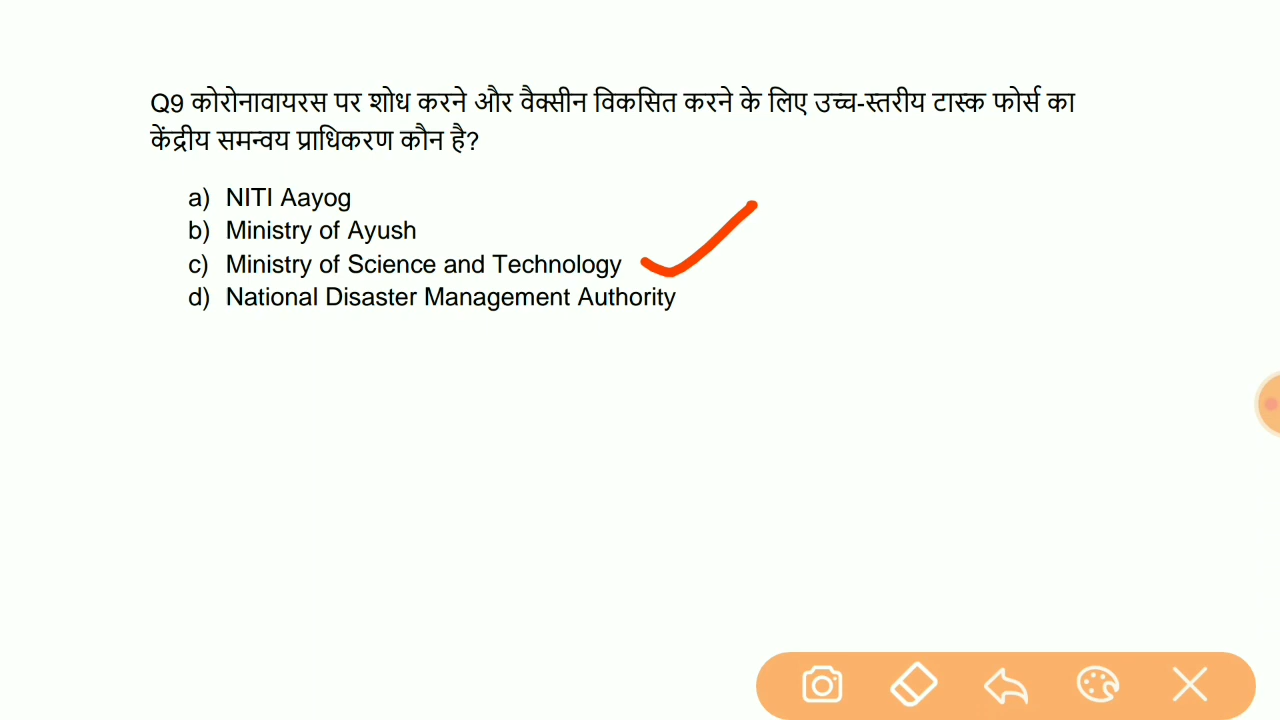 Q9 कोरोनावायरस पर शोध करने और वैक्सीन विकसित करने के लिए उच्च-स्तरीय टास्क फोर्स का
केंद्रीय समन्वय प्राधिकरण कौन है?
a) NITI Aayog
b) Ministry of Ayush
c) Ministry of Science and Technology
d) National Disaster Management Authority